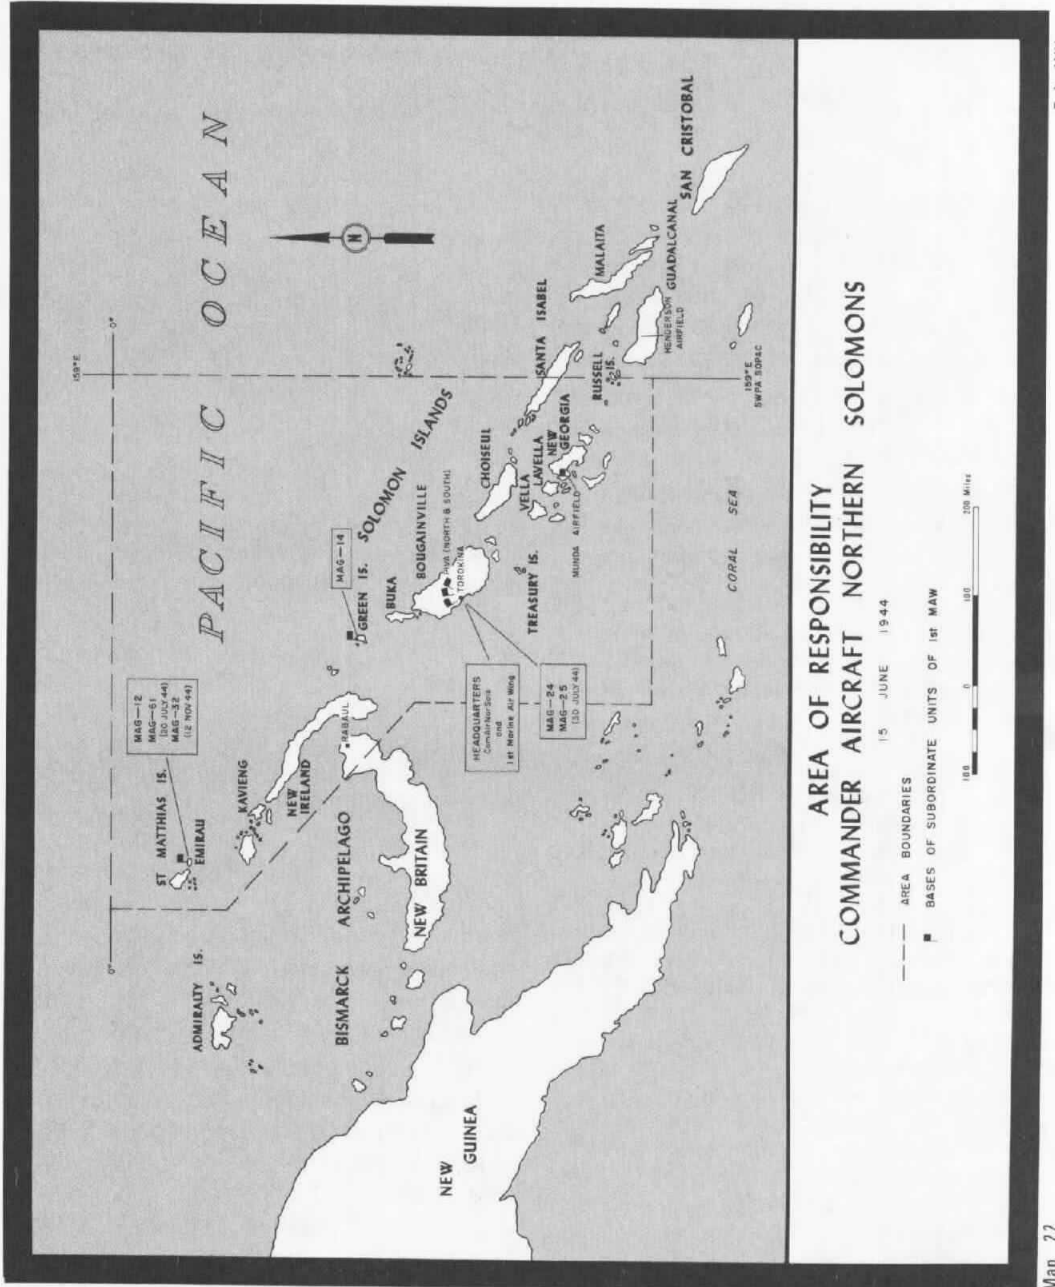 PACIFIC OCEAN
159°E
0°
0°
MAG-12
MAG-61
(20 JULY 44)
MAG-32
(12 NOV 44)
ST MATTHIAS IS.
EMIRAU
ADMIRALTY IS.
KAVIENG
NEW
IRELAND
MAG-14
GREEN IS.
SOLOMON ISLANDS
BUKA
BOUGAINVILLE
PIVA (NORTH & SOUTH)
TOROKINA
RABAUL
BISMARCK ARCHIPELAGO
NEW BRITAIN
NEW
GUINEA
HEADQUARTERS
ComAirNorSols
and
1st Marine Air Wing
MAG-24
MAG-25
(30 JULY 44)
TREASURY IS.
CHOISEUL
VELLA
LAVELLA
NEW
GEORGIA
MUNDA AIRFIELD
SANTA ISABEL
RUSSELL
IS.
MALAITA
GUADALCANAL
HENDERSON
AIRFIELD
SAN CRISTOBAL
N
159°E
SWPA SOPAC
CORAL SEA
AREA OF RESPONSIBILITY
COMMANDER AIRCRAFT NORTHERN SOLOMONS
15 JUNE 1944
AREA BOUNDARIES
BASES OF SUBORDINATE UNITS OF 1st MAW
100 0 100 200 Miles
Map 22